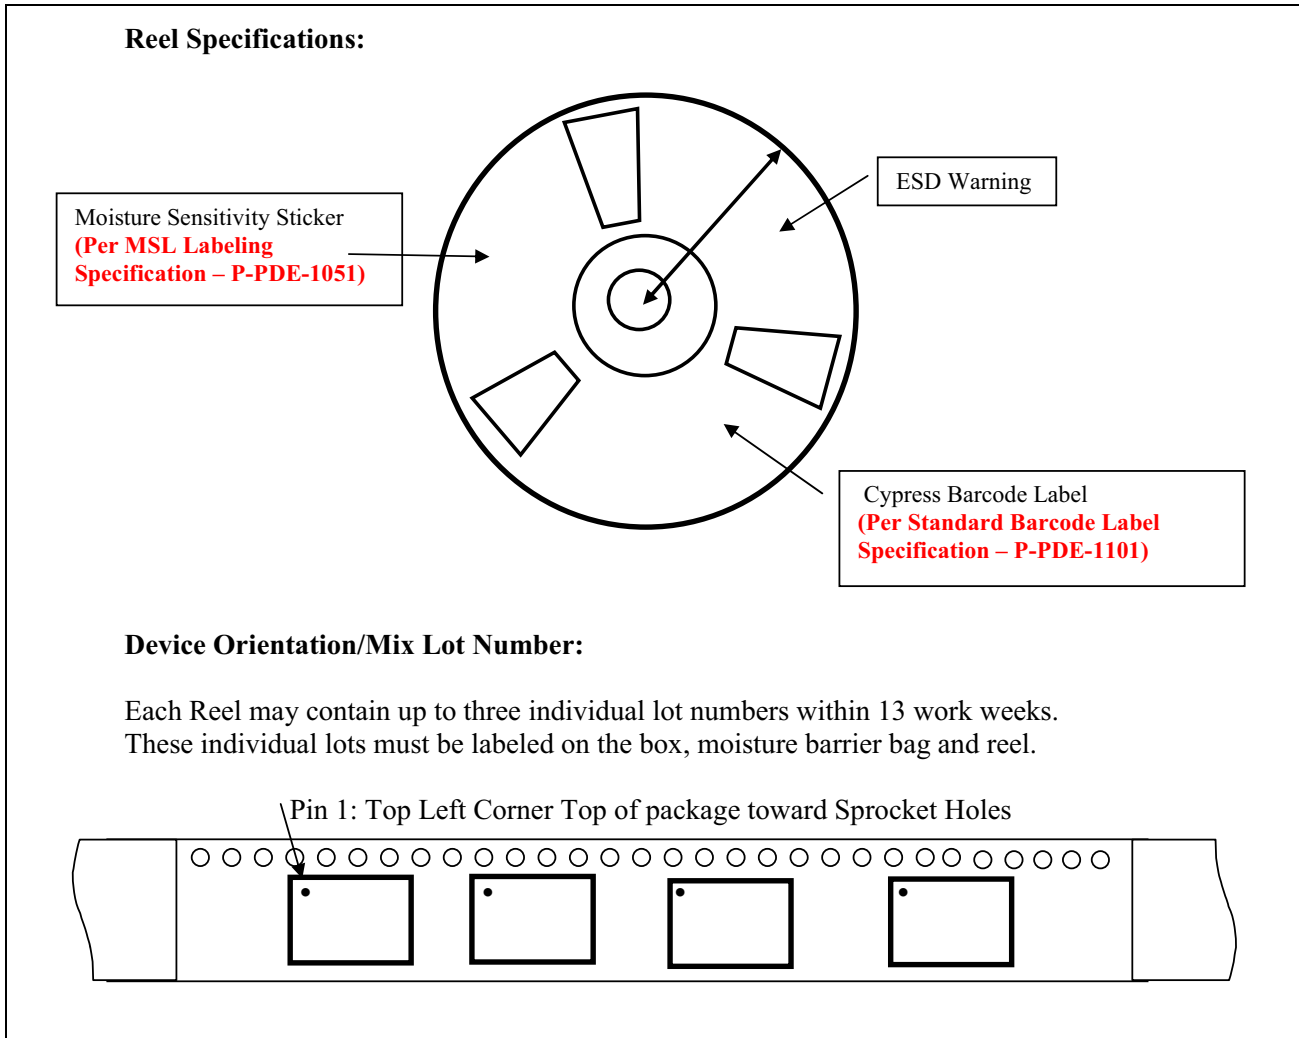 Reel Specifications:
ESD Warning
Moisture Sensitivity Sticker
(Per MSL Labeling
Specification – P-PDE-1051)
Cypress Barcode Label
(Per Standard Barcode Label
Specification – P-PDE-1101)
Device Orientation/Mix Lot Number:
Each Reel may contain up to three individual lot numbers within 13 work weeks.
These individual lots must be labeled on the box, moisture barrier bag and reel.
Pin 1: Top Left Corner Top of package toward Sprocket Holes